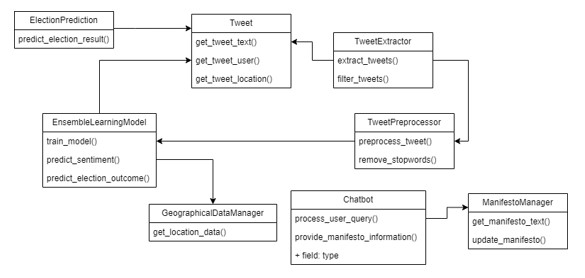 ElectionPrediction
predict_election_result()
Tweet
get_tweet_text()
get_tweet_user()
get_tweet_location()
TweetExtractor
extract_tweets()
filter_tweets()
EnsembleLearningModel
train_model()
predict_sentiment()
predict_election_outcome()
TweetPreprocessor
preprocess_tweet()
remove_stopwords()
GeographicalDataManager
get_location_data()
Chatbot
process_user_query()
provide_manifesto_information()
+ field: type
ManifestoManager
get_manifesto_text()
update_manifesto()